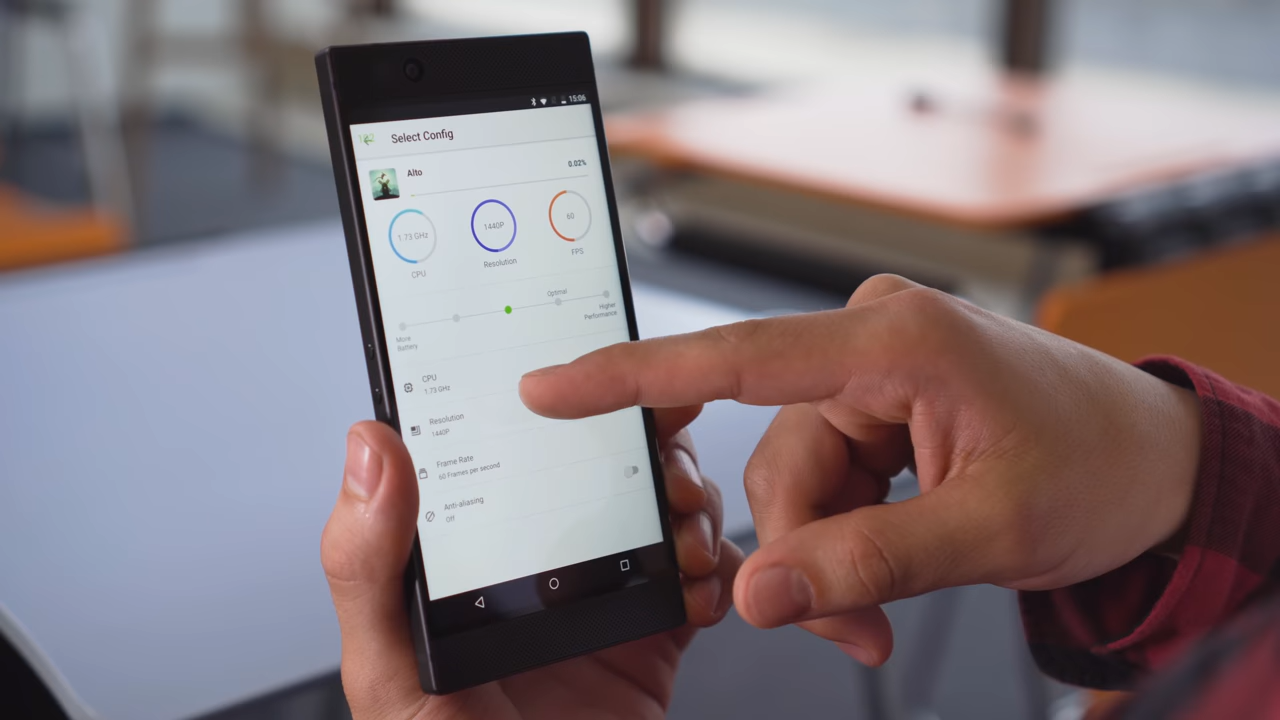 15:06
Select Config
Alto
0.02%
1.73 GHz
1440P
60
CPU
Resolution
FPS
Optimal
More
Battery
Higher
Performance
CPU
1.73 GHz
Resolution
1440P
Frame Rate
60 Frames per second
Anti-aliasing
Off